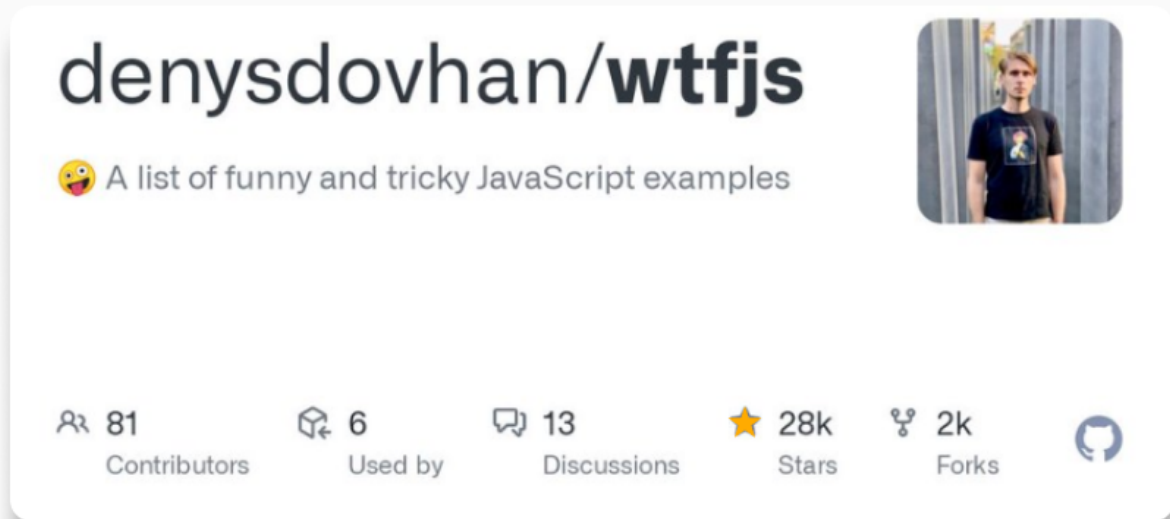 denysdovhan/wtfjs
🤪 A list of funny and tricky JavaScript examples
81
Contributors
6
Used by
13
Discussions
28k
Stars
2k
Forks